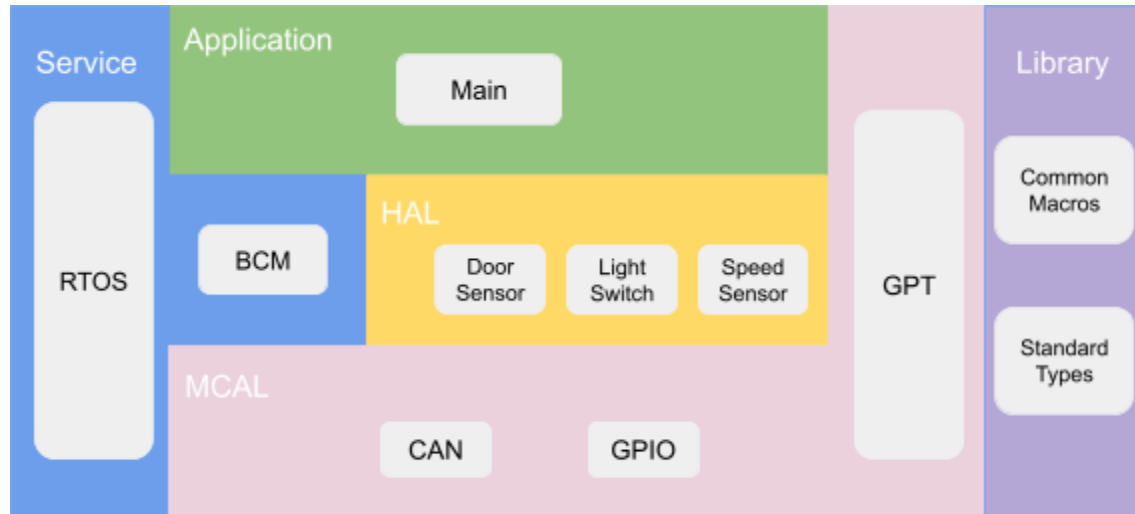 Service
RTOS
Application
Main
BCM
HAL
Door
Sensor
Light
Switch
Speed
Sensor
MCAL
CAN
GPIO
GPT
Library
Common
Macros
Standard
Types